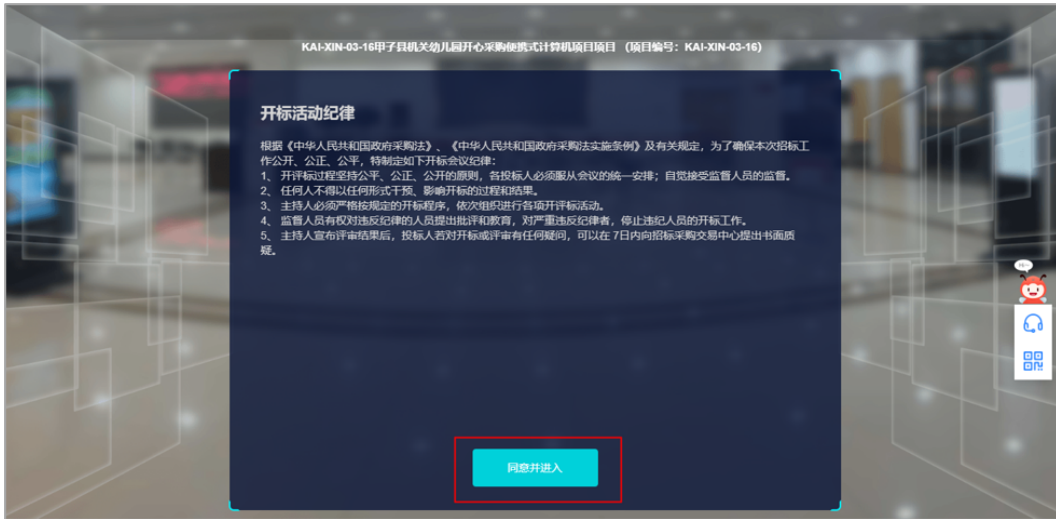 KAI-XIN-03-16甲子县机关幼儿园开心采购便携式计算机项目项目 （项目编号：KAI-XIN-03-16)
开标活动纪律
根据《中华人民共和国政府采购法》、《中华人民共和国政府采购法实施条例》及有关规定，为了确保本次招标工
作公开、公正、公平，特制定如下开标会议纪律：
1、 开评标过程坚持公平、公正、公开的原则，各投标人必须服从会议的统一安排；自觉接受监督人员的监督。
2、 任何人不得以任何形式干预、影响开标的过程和结果。
3、 主持人必须严格按规定的开标程序，依次组织进行各项开评标活动。
4、 监督人员有权对违反纪律的人员提出批评和教育，对严重违反纪律者，停止违纪人员的开标工作。
5、 主持人宣布评审结果后，投标人若对开标或评审有任何疑问，可以在 7日内向招标采购交易中心提出书面质
疑。
Hi~
同意并进入